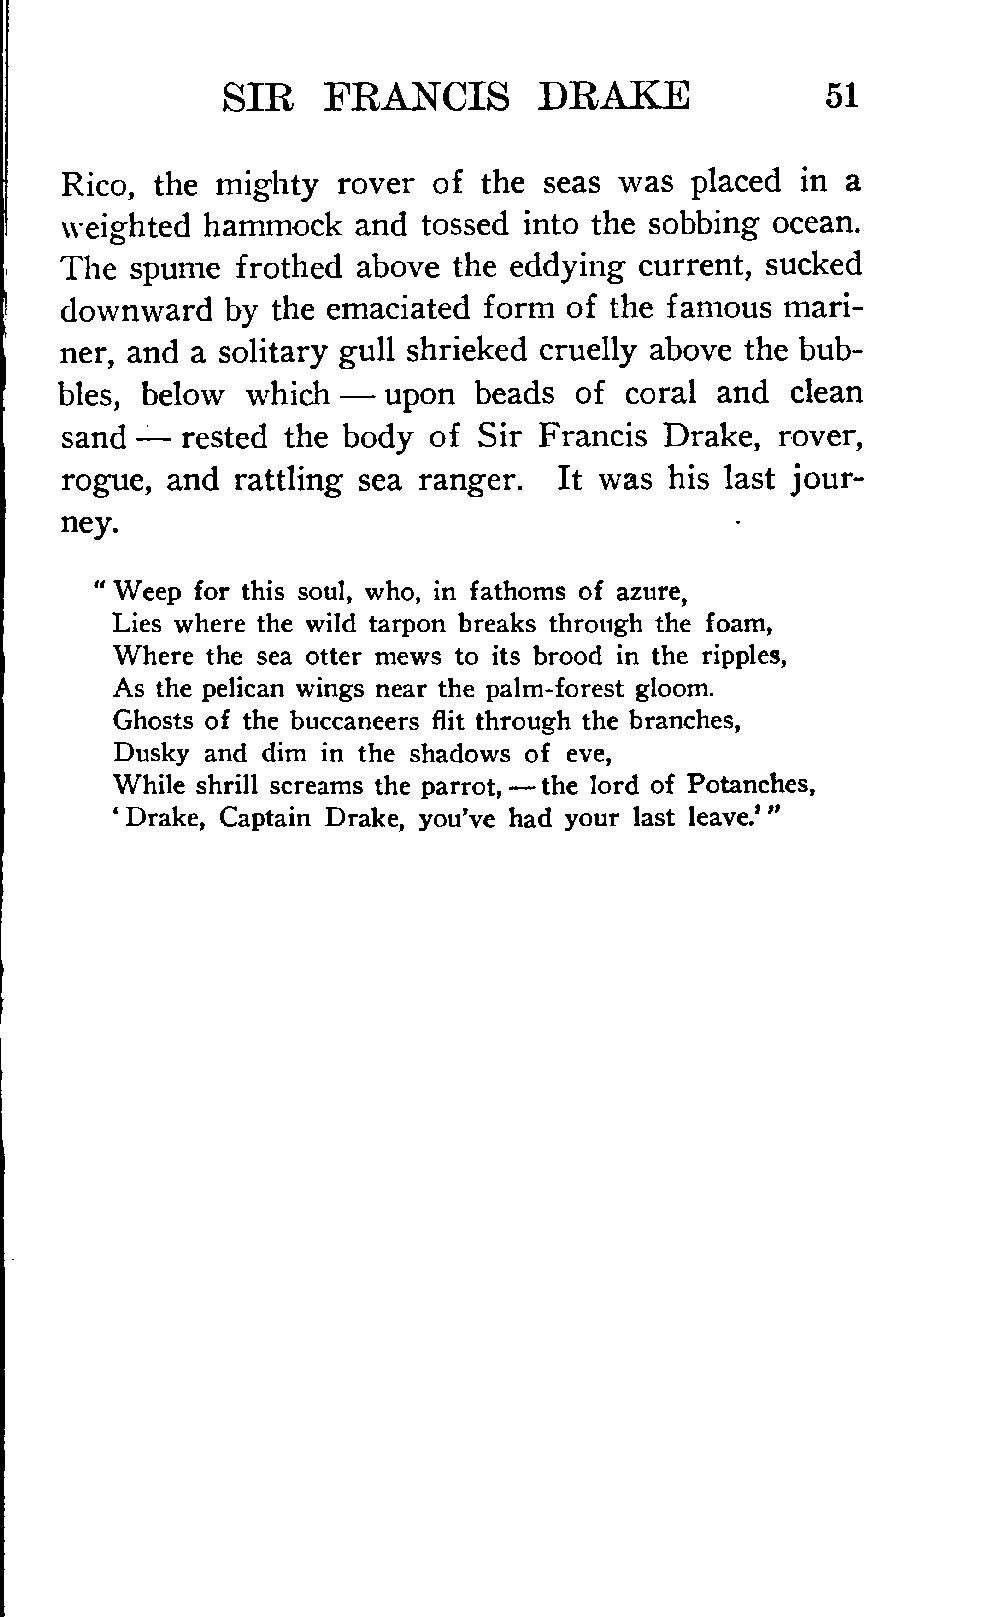 SIR FRANCIS DRAKE 51
Rico, the mighty rover of the seas was placed in a
weighted hammock and tossed into the sobbing ocean.
The spume frothed above the eddying current, sucked
downward by the emaciated form of the famous mari-
ner, and a solitary gull shrieked cruelly above the bub-
bles, below which — upon beads of coral and clean
sand — rested the body of Sir Francis Drake, rover,
rogue, and rattling sea ranger. It was his last jour-
ney.
"Weep for this soul, who, in fathoms of azure,
Lies where the wild tarpon breaks through the foam,
Where the sea otter mews to its brood in the ripples,
As the pelican wings near the palm-forest gloom.
Ghosts of the buccaneers flit through the branches,
Dusky and dim in the shadows of eve,
While shrill screams the parrot, — the lord of Potanches,
'Drake, Captain Drake, you've had your last leave.'"